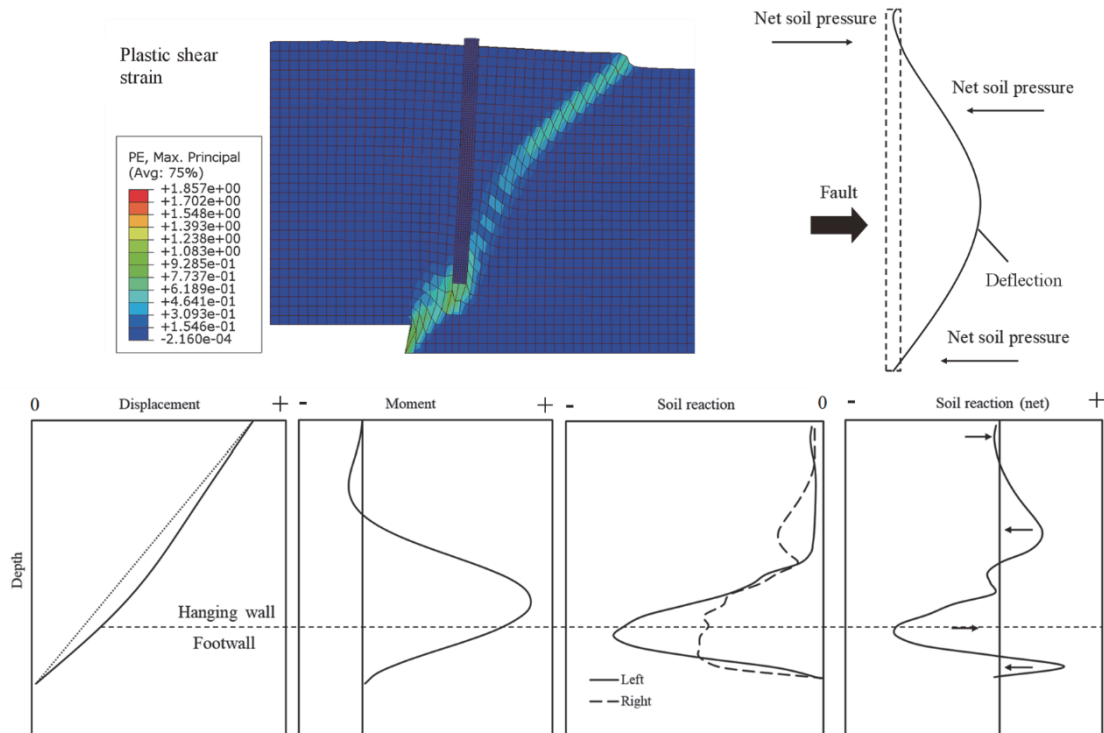 Plastic shear
strain
PE, Max. Principal
(Avg: 75%)
+1.857e+00
+1.702e+00
+1.548e+00
+1.393e+00
+1.238e+00
+1.083e+00
+9.285e-01
+7.737e-01
+6.189e-01
+4.641e-01
+3.093e-01
+1.546e-01
-2.160e-04
Net soil pressure
Net soil pressure
Fault
Deflection
Net soil pressure
0 Displacement +
- Moment +
- Soil reaction 0
- Soil reaction (net) +
Depth
Hanging wall
Footwall
Left
Right